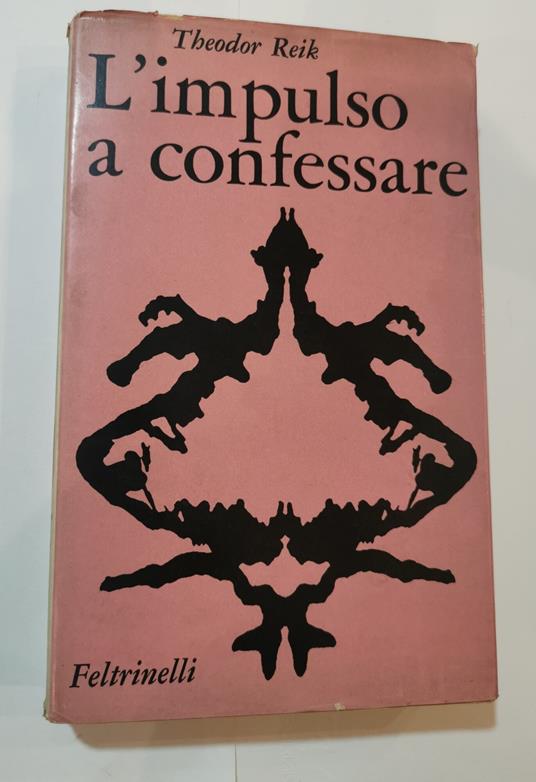 Theodor Reik
L'impulso
a confessare
Feltrinelli